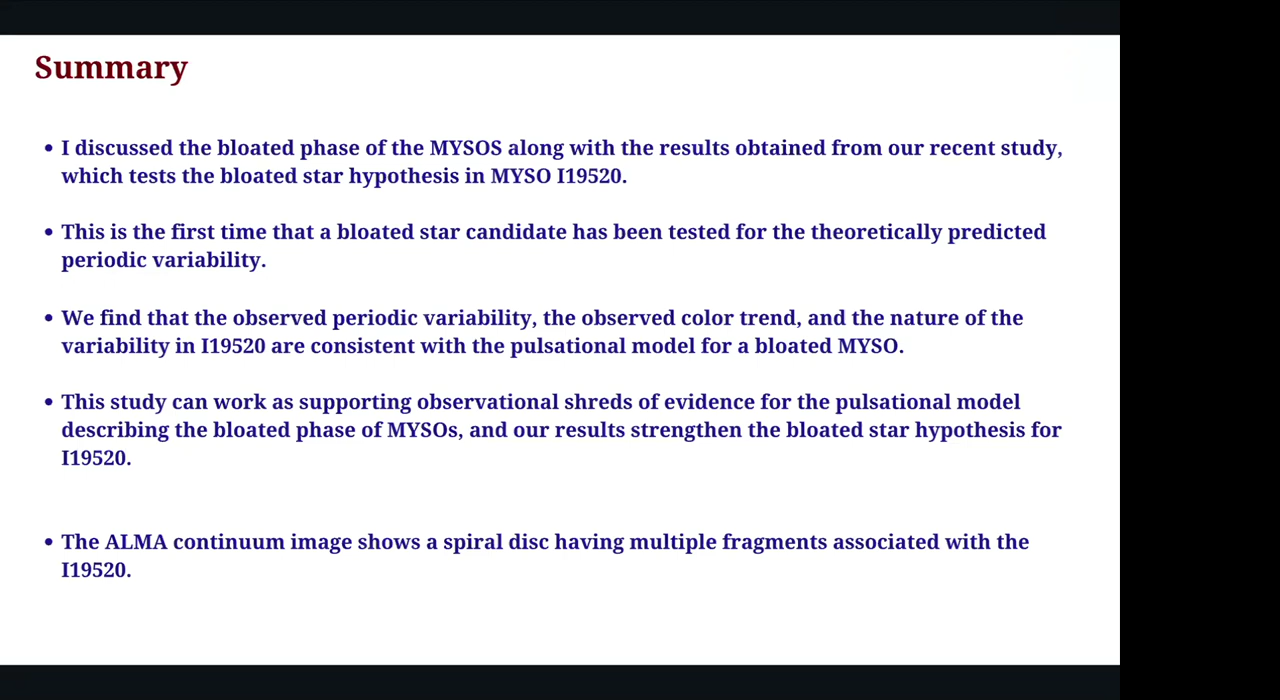 Summary
• I discussed the bloated phase of the MYSOS along with the results obtained from our recent study,
which tests the bloated star hypothesis in MYSO I19520.
• This is the first time that a bloated star candidate has been tested for the theoretically predicted
periodic variability.
• We find that the observed periodic variability, the observed color trend, and the nature of the
variability in I19520 are consistent with the pulsational model for a bloated MYSO.
• This study can work as supporting observational shreds of evidence for the pulsational model
describing the bloated phase of MYSOs, and our results strengthen the bloated star hypothesis for
I19520.
• The ALMA continuum image shows a spiral disc having multiple fragments associated with the
I19520.